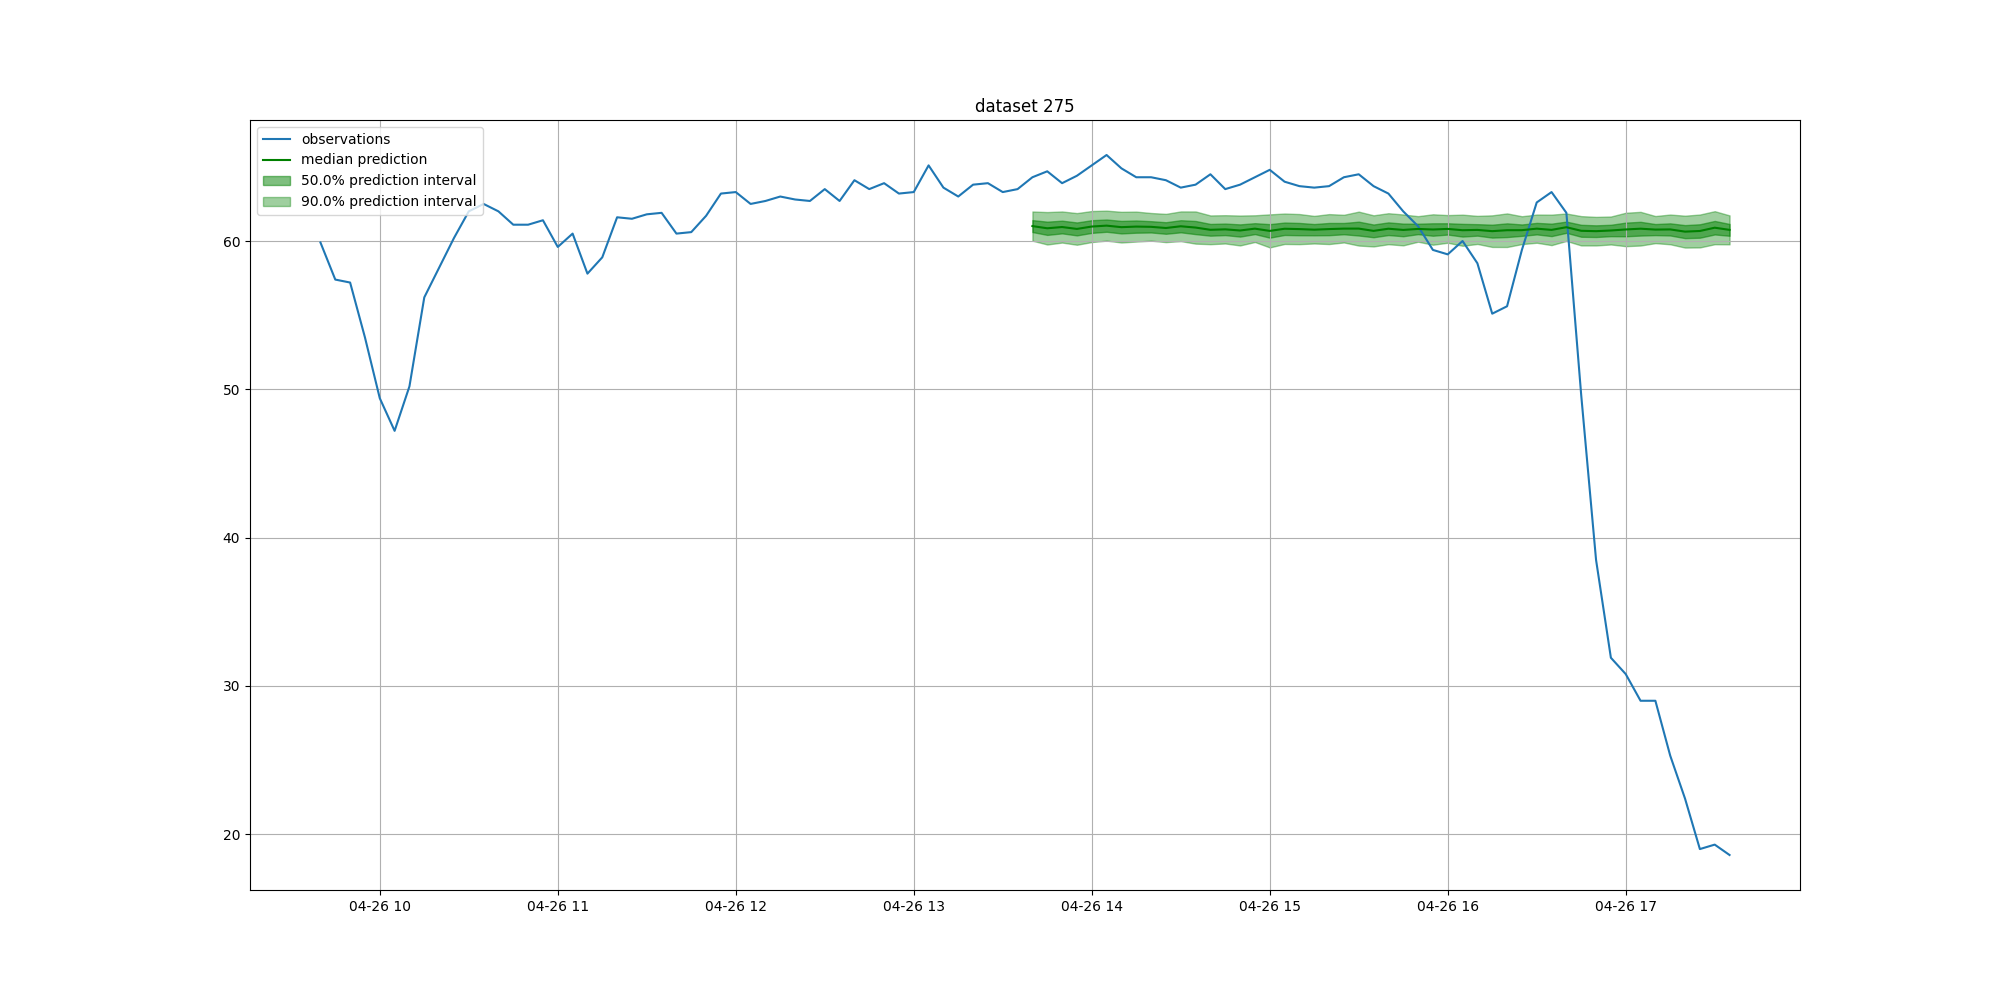 dataset 275
observations
median prediction
50.0% prediction interval
90.0% prediction interval
60
50
40
30
20
04-26 10
04-26 11
04-26 12
04-26 13
04-26 14
04-26 15
04-26 16
04-26 17